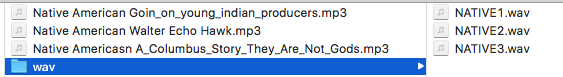 Native American Goin_on_young_indian_producers.mp3
Native American Walter Echo Hawk.mp3
Native Americasn A_Columbus_Story_They_Are_Not_Gods.mp3
wav
NATIVE1.wav
NATIVE2.wav
NATIVE3.wav